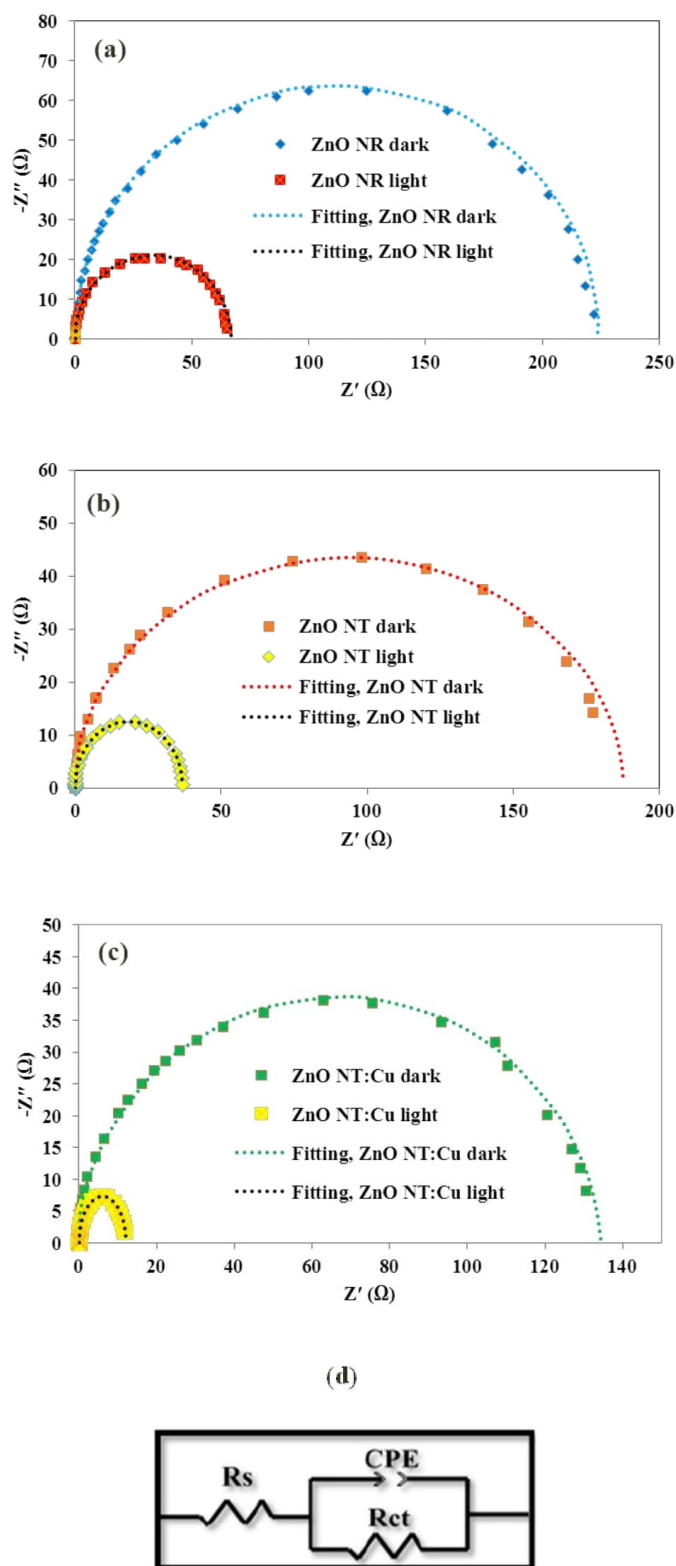 (a)
80
70
60
50
40
30
20
10
0
-Z″ (Ω)
ZnO NR dark
ZnO NR light
Fitting, ZnO NR dark
Fitting, ZnO NR light
0 50 100 150 200 250
Z′ (Ω)
(b)
60
50
40
30
20
10
0
-Z″ (Ω)
ZnO NT dark
ZnO NT light
Fitting, ZnO NT dark
Fitting, ZnO NT light
0 50 100 150 200
Z′ (Ω)
(c)
50
45
40
35
30
25
20
15
10
5
0
-Z″ (Ω)
ZnO NT:Cu dark
ZnO NT:Cu light
Fitting, ZnO NT:Cu dark
Fitting, ZnO NT:Cu light
0 20 40 60 80 100 120 140
Z′ (Ω)
(d)
CPE
Rs
Rct